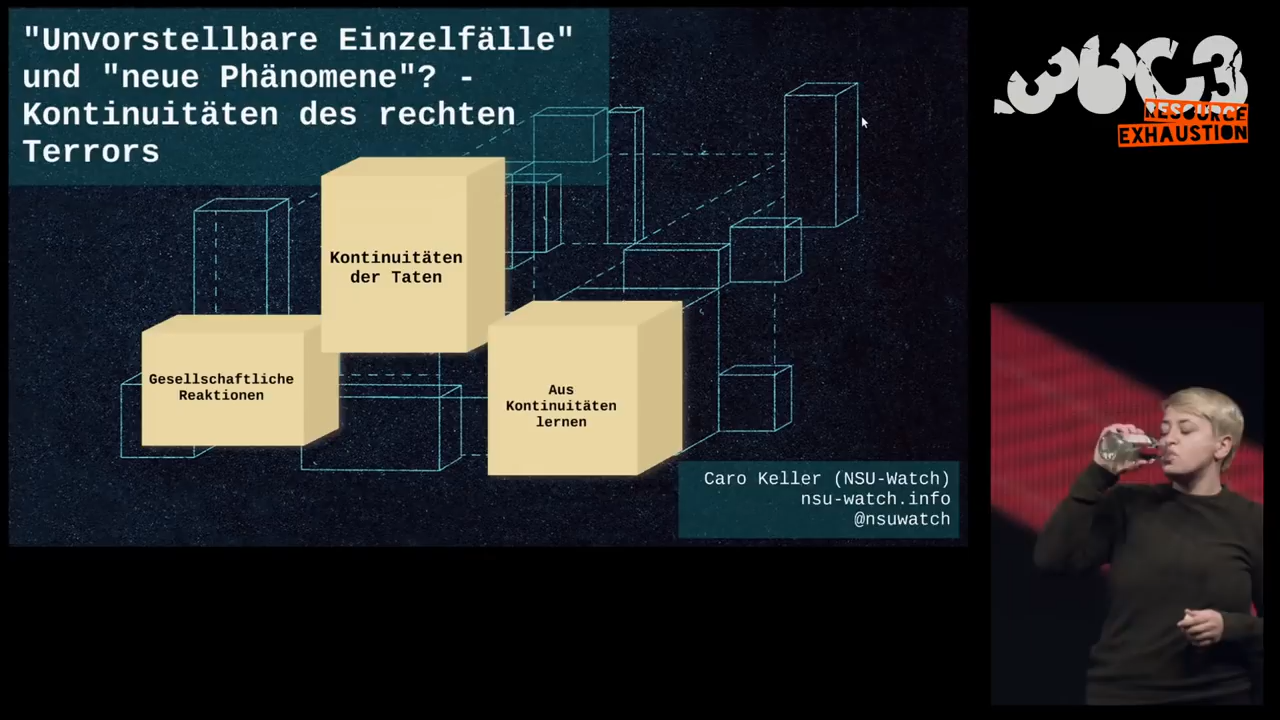 "Unvorstellbare Einzelfälle"
und "neue Phänomene"? -
Kontinuitäten des rechten
Terrors
Kontinuitäten
der Taten
Gesellschaftliche
Reaktionen
Aus
Kontinuitäten
lernen
Caro Keller (NSU-Watch)
nsu-watch.info
@nsuwatch
36C3
RESOURCE
EXHAUSTION